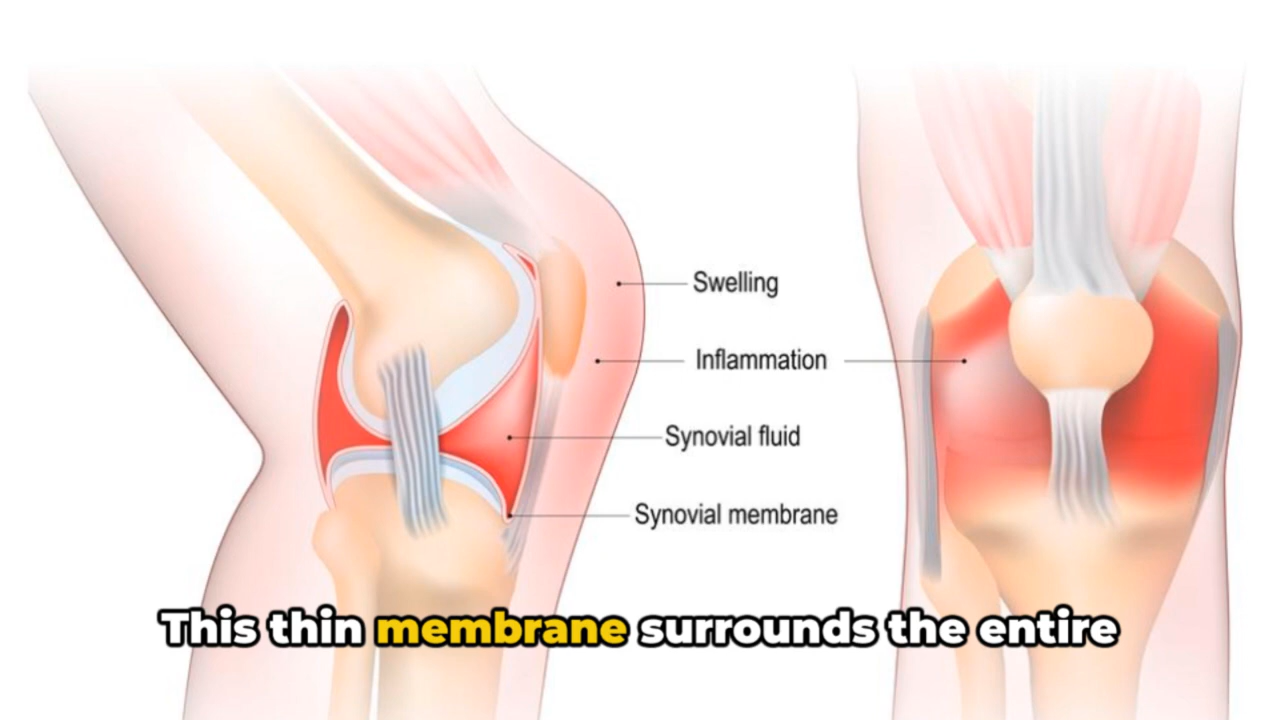 Swelling
Inflammation
Synovial fluid
Synovial membrane
This thin membrane surrounds the entire